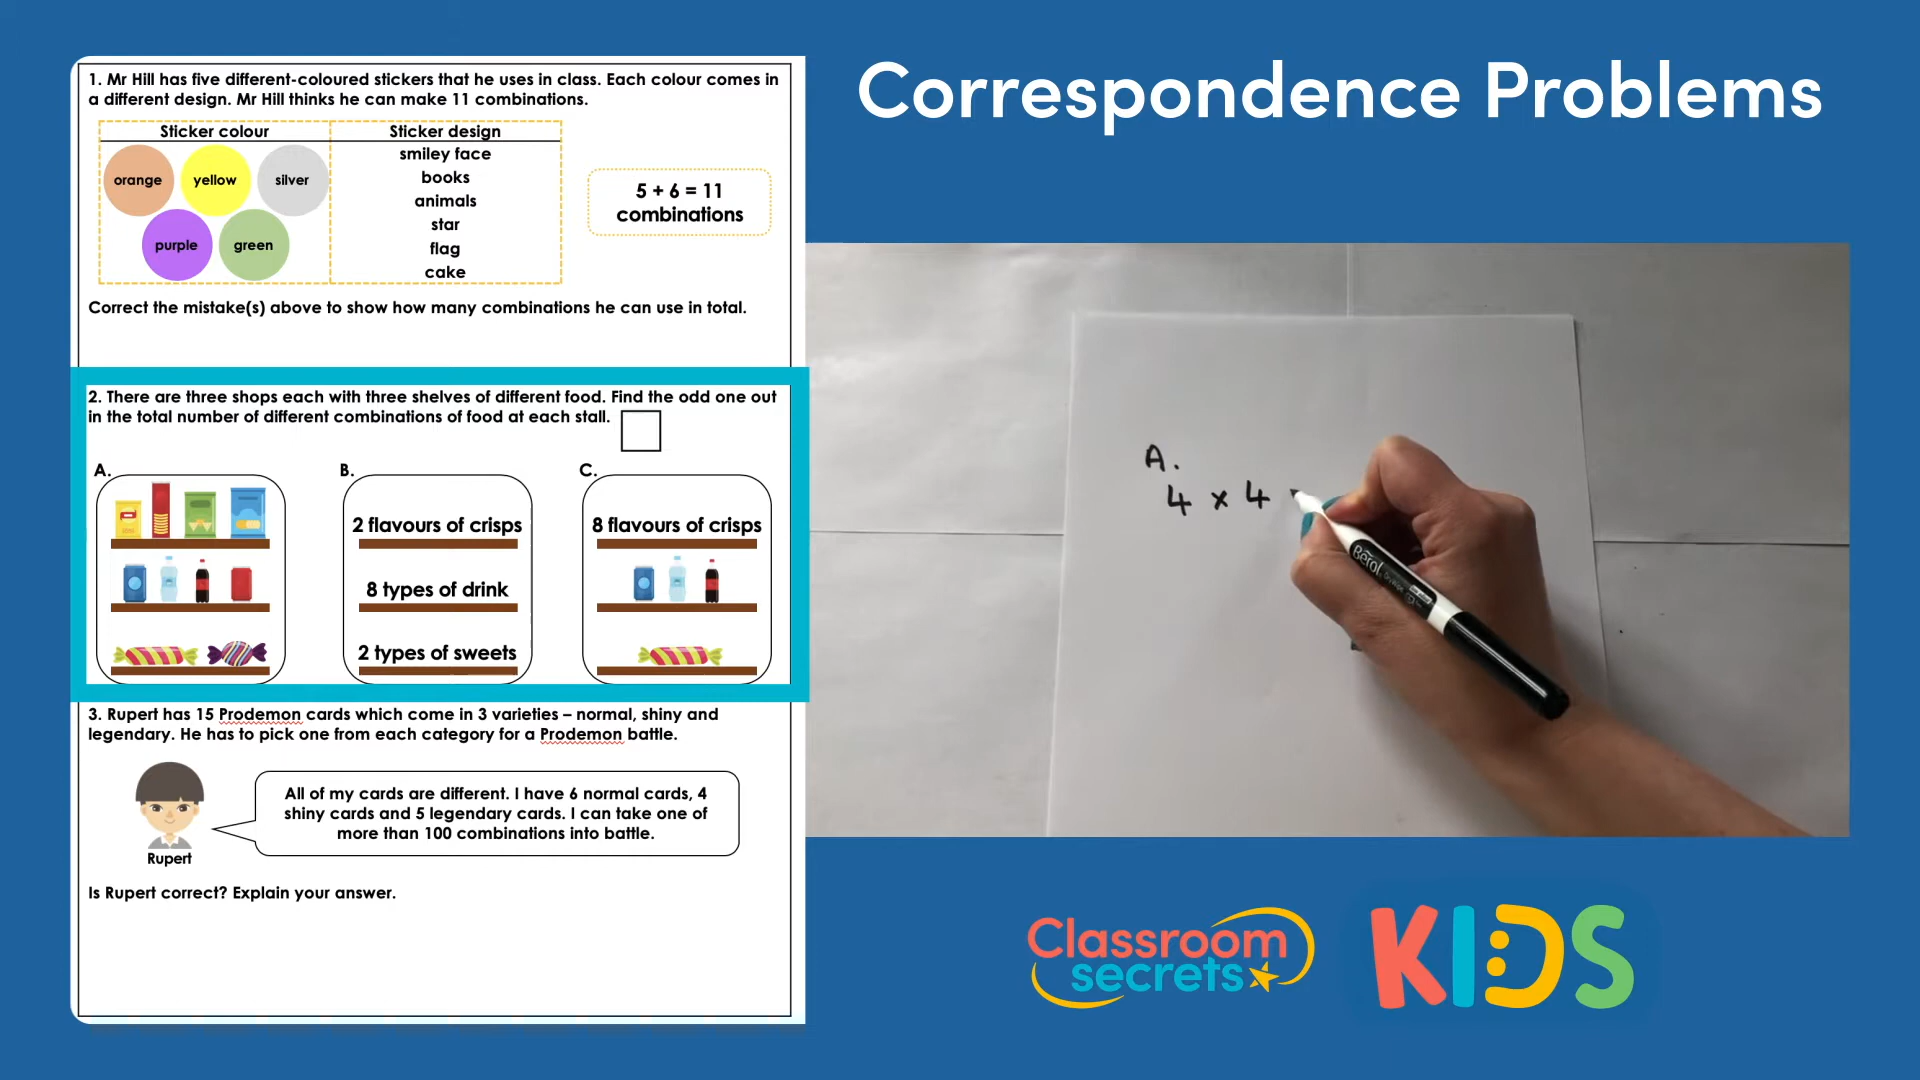 Correspondence Problems
1. Mr Hill has five different-coloured stickers that he uses in class. Each colour comes in
a different design. Mr Hill thinks he can make 11 combinations.
Sticker colour
Sticker design
orange
yellow
silver
purple
green
smiley face
books
animals
star
flag
cake
5 + 6 = 11
combinations
Correct the mistake(s) above to show how many combinations he can use in total.
2. There are three shops each with three shelves of different food. Find the odd one out
in the total number of different combinations of food at each stall.
A.
B.
2 flavours of crisps
8 types of drink
2 types of sweets
C.
8 flavours of crisps
3. Rupert has 15 Prodemon cards which come in 3 varieties – normal, shiny and
legendary. He has to pick one from each category for a Prodemon battle.
All of my cards are different. I have 6 normal cards, 4
shiny cards and 5 legendary cards. I can take one of
more than 100 combinations into battle.
Rupert
Is Rupert correct? Explain your answer.
A.
4 x 4
Berol
Classroom
secrets
KIDS